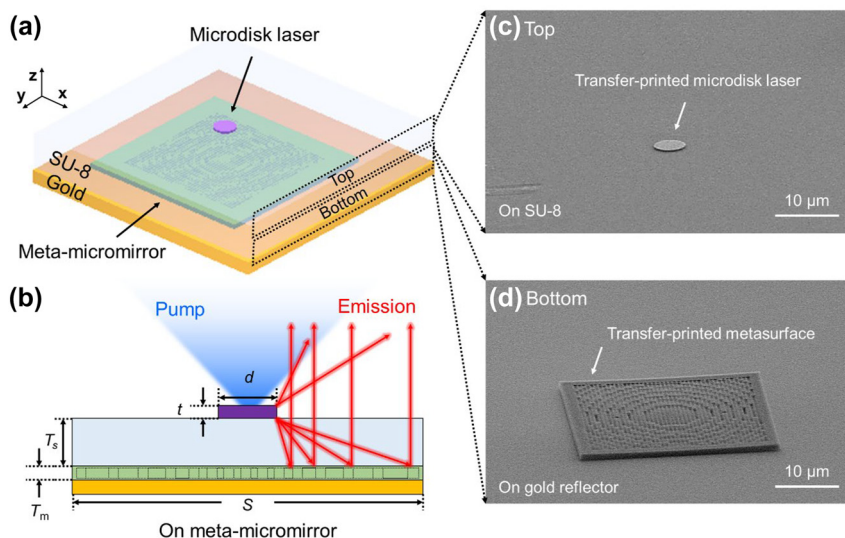 (a)
Microdisk laser
z
y
x
SU-8
Gold
Top
Bottom
Meta-micromirror
(b)
Pump
Emission
d
t
Ts
Tm
S
On meta-micromirror
(c) Top
Transfer-printed microdisk laser
On SU-8
10 μm
(d) Bottom
Transfer-printed metasurface
On gold reflector
10 μm